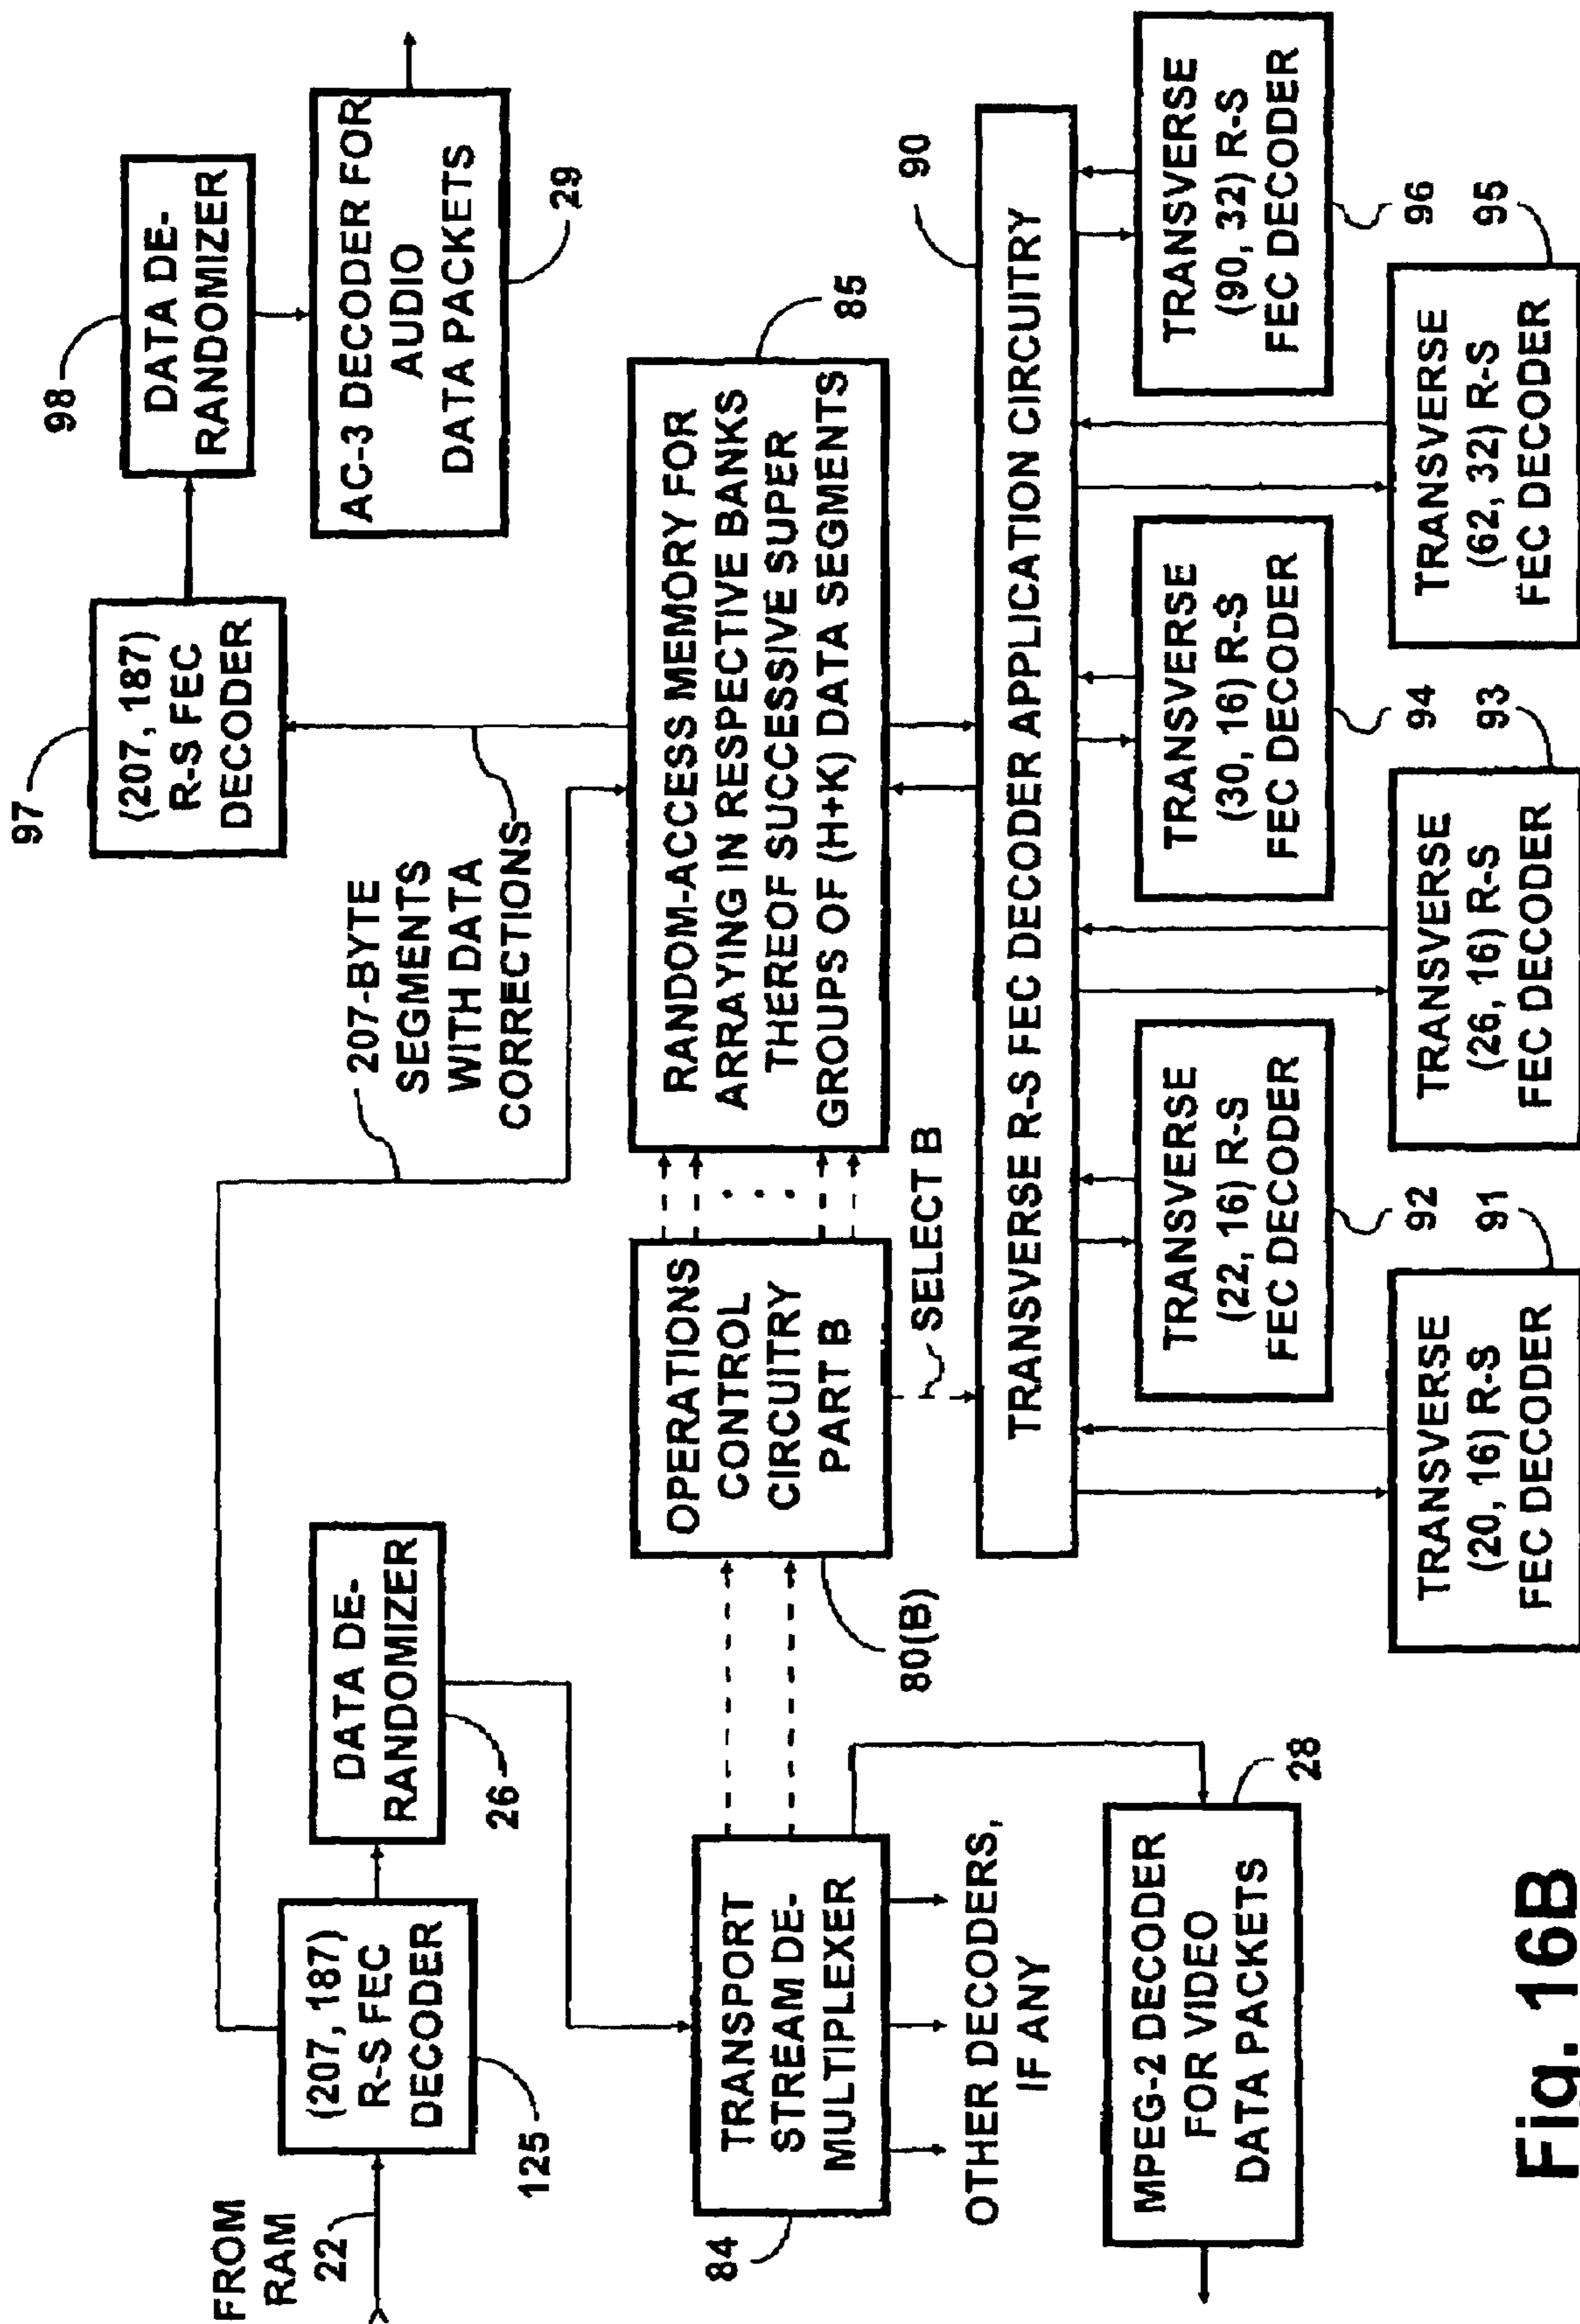 FROM
RAM
22
(207, 187)
R-S FEC
DECODER
125
DATA DE-
RANDOMIZER
26
207-BYTE
SEGMENTS
WITH DATA
CORRECTIONS
97
(207, 187)
R-S FEC
DECODER
98
DATA DE-
RANDOMIZER
AC-3 DECODER FOR
AUDIO
DATA PACKETS
29
TRANSPORT
STREAM DE-
MULTIPLEXER
84
OPERATIONS
CONTROL
CIRCUITRY
PART B
80(B)
RANDOM-ACCESS MEMORY FOR
ARRAYING IN RESPECTIVE BANKS
THEREOF SUCCESSIVE SUPER
GROUPS OF (H+K) DATA SEGMENTS
85
SELECT B
OTHER DECODERS,
IF ANY
MPEG-2 DECODER
FOR VIDEO
DATA PACKETS
28
TRANSVERSE R-S FEC DECODER APPLICATION CIRCUITRY
90
TRANSVERSE
(22, 16) R-S
FEC DECODER
92
TRANSVERSE
(30, 16) R-S
FEC DECODER
94
TRANSVERSE
(90, 32) R-S
FEC DECODER
96
TRANSVERSE
(20, 16) R-S
FEC DECODER
91
TRANSVERSE
(26, 16) R-S
FEC DECODER
93
TRANSVERSE
(62, 32) R-S
FEC DECODER
95
Fig. 16B